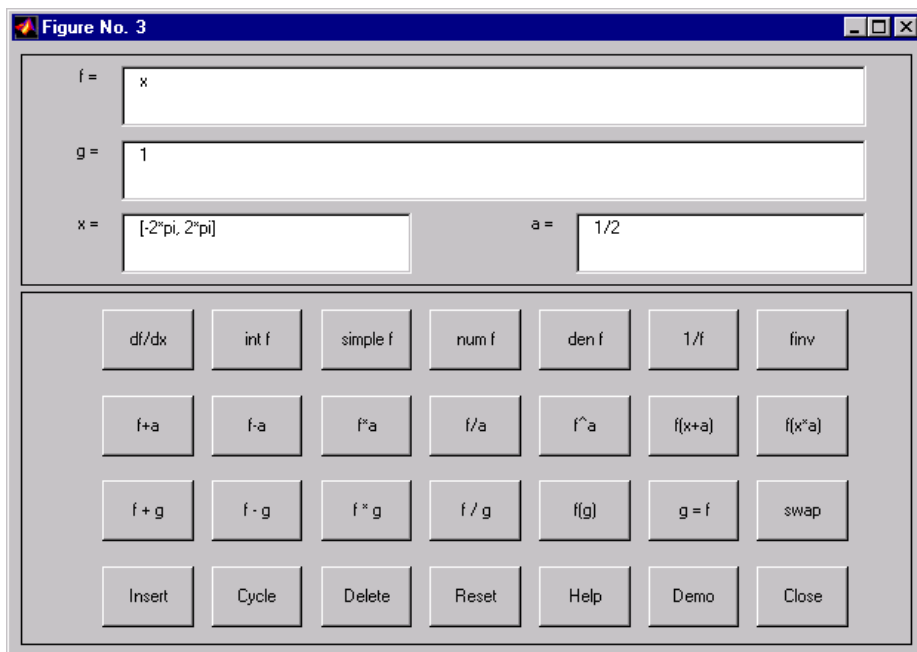 Figure No. 3
f = x
g = 1
x = [-2*pi, 2*pi] a = 1/2
df/dx int f simple f num f den f 1/f finv
f+a f-a f*a f/a f^a f(x+a) f(x*a)
f + g f - g f * g f / g f(g) g = f swap
Insert Cycle Delete Reset Help Demo Close